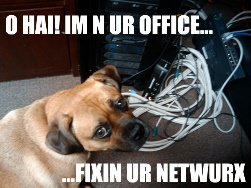 O HAI! IM N UR OFFICE...
...FIXIN UR NETWURX